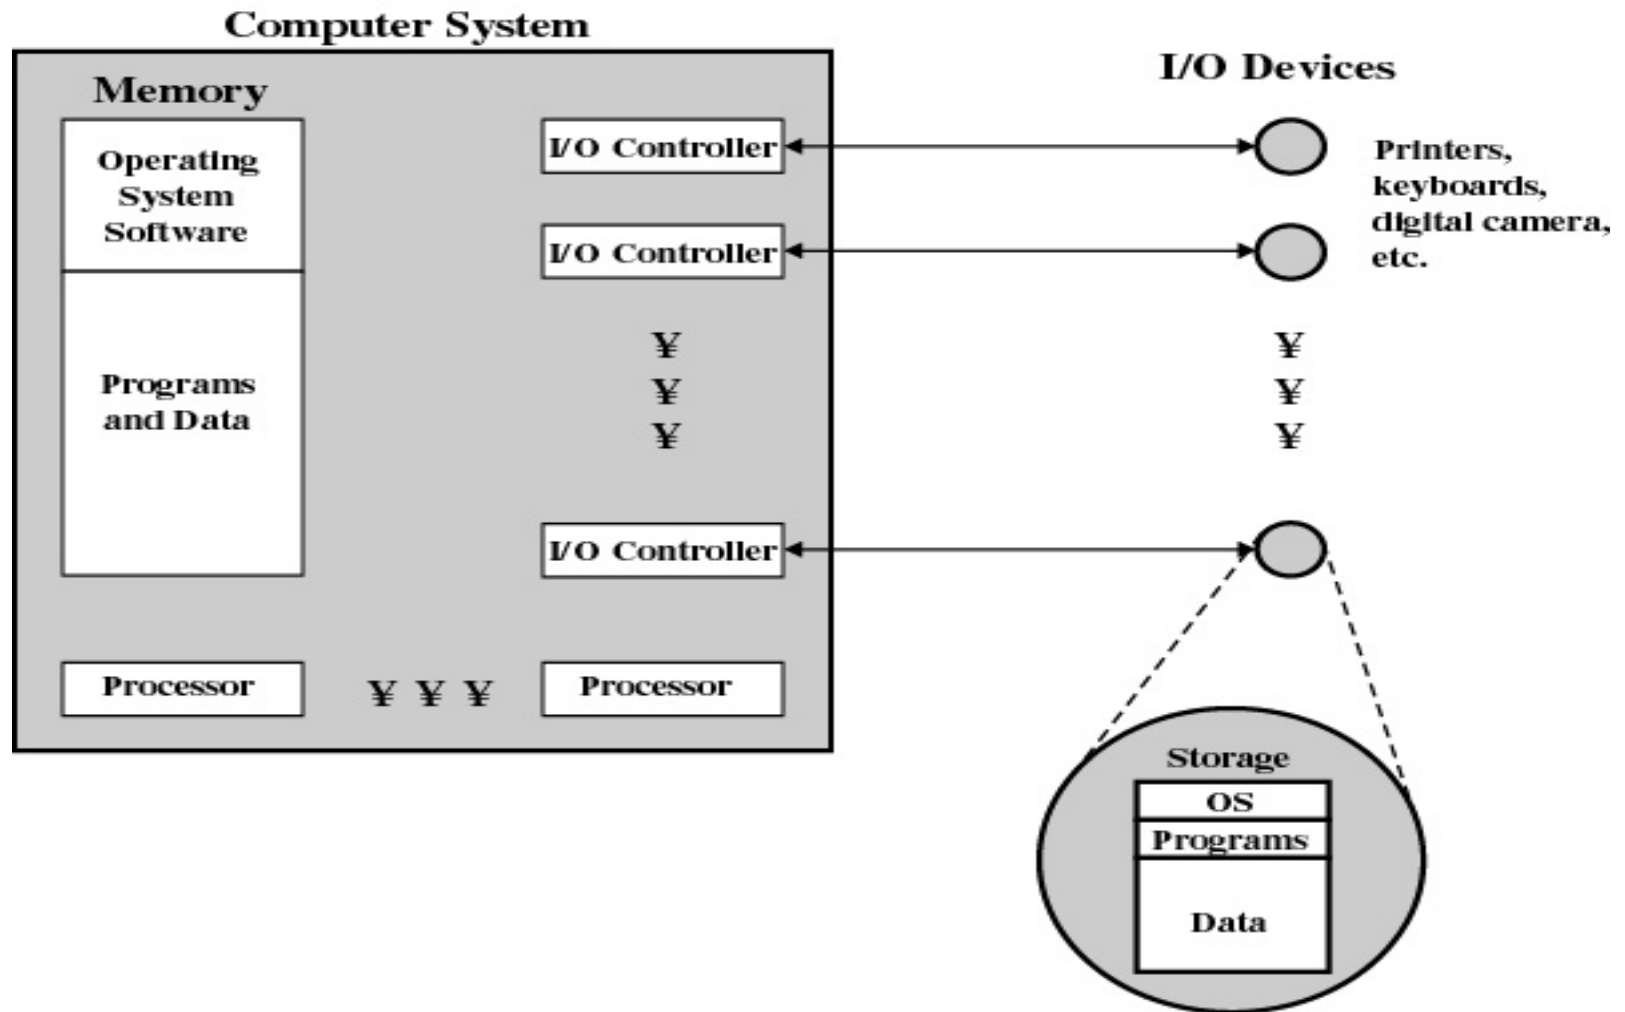 Computer System
Memory
Operating
System
Software
Programs
and Data
I/O Controller
I/O Controller
¥
¥
¥
I/O Controller
Processor
¥ ¥ ¥
Processor
I/O Devices
Printers,
keyboards,
digital camera,
etc.
¥
¥
¥
Storage
OS
Programs
Data